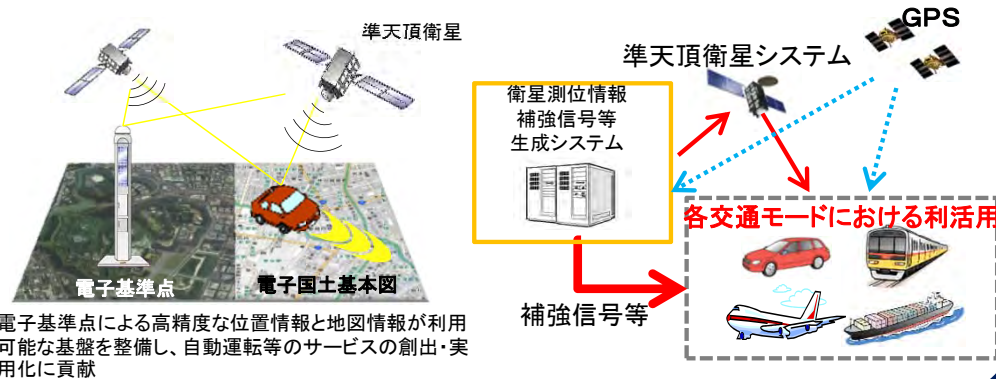 準天頂衛星
電子基準点
電子国土基本図
電子基準点による高精度な位置情報と地図情報が利用
可能な基盤を整備し、自動運転等のサービスの創出・実
用化に貢献
GPS
準天頂衛星システム
衛星測位情報
補強信号等
生成システム
各交通モードにおける利活用
補強信号等